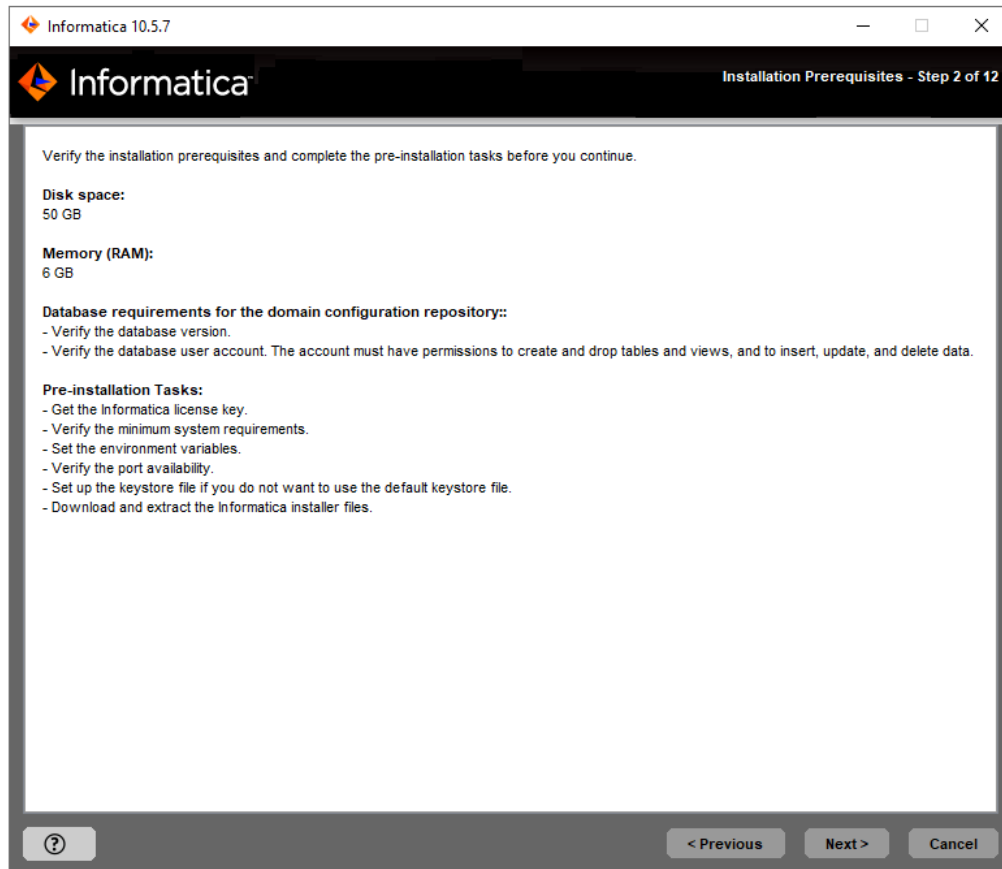 Informatica 10.5.7
Informatica
Installation Prerequisites - Step 2 of 12
Verify the installation prerequisites and complete the pre-installation tasks before you continue.
Disk space:
50 GB
Memory (RAM):
6 GB
Database requirements for the domain configuration repository::
- Verify the database version.
- Verify the database user account. The account must have permissions to create and drop tables and views, and to insert, update, and delete data.
Pre-installation Tasks:
- Get the Informatica license key.
- Verify the minimum system requirements.
- Set the environment variables.
- Verify the port availability.
- Set up the keystore file if you do not want to use the default keystore file.
- Download and extract the Informatica installer files.
?
< Previous
Next >
Cancel